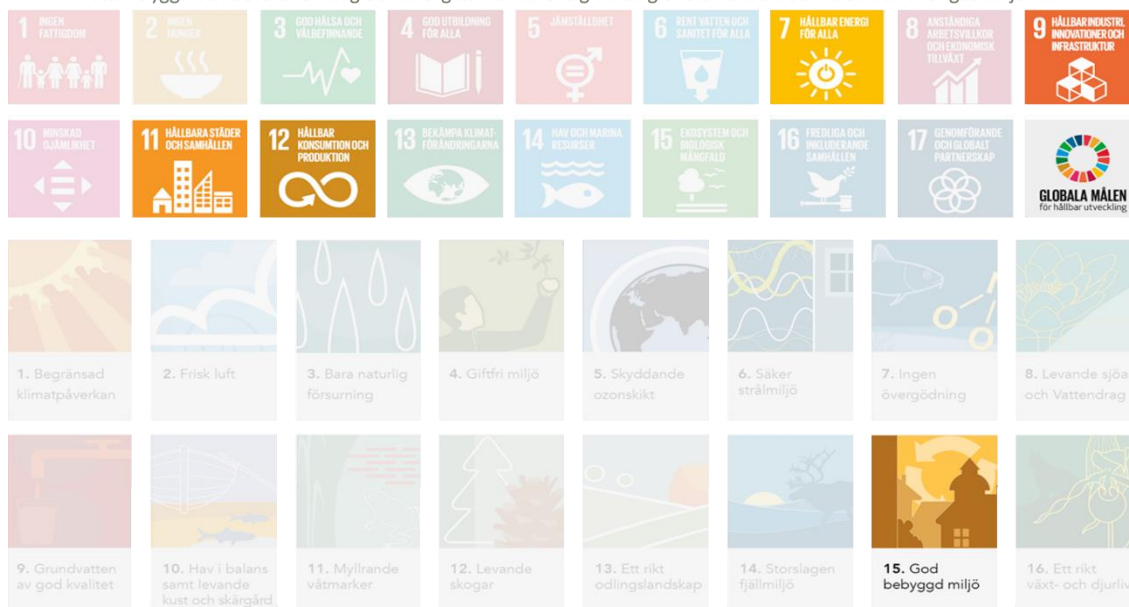 1 INGEN
FATTIGDOM
2 INGEN
HUNGER
3 GOD HÄLSA OCH
VÄLBEFINNANDE
4 GOD UTBILDNING
FÖR ALLA
5 JÄMSTÄLLDHET
6 RENT VATTEN OCH
SANITET FÖR ALLA
7 HÅLLBAR ENERGI
FÖR ALLA
8 ANSTÄNDIGA
ARBETSVILLKOR
OCH EKONOMISK
TILLVÄXT
9 HÅLLBAR INDUSTRI,
INNOVATIONER OCH
INFRASTRUKTUR
10 MINSKAD
OJÄMLIKHET
11 HÅLLBARA STÄDER
OCH SAMHÄLLEN
12 HÅLLBAR
KONSUMTION OCH
PRODUKTION
13 BEKÄMPA KLIMAT-
FÖRÄNDRINGARNA
14 HAV OCH MARINA
RESURSER
15 EKOSYSTEM OCH
BIOLOGISK
MÅNGFALD
16 FREDLIGA OCH
INKLUDERANDE
SAMHÄLLEN
17 GENOMFÖRANDE
OCH GLOBALT
PARTNERSKAP
GLOBALA MÅLEN
för hållbar utveckling
1. Begränsad
klimatpåverkan
2. Frisk luft
3. Bara naturlig
försurning
4. Giftfri miljö
5. Skyddande
ozonskikt
6. Säker
strålmiljö
7. Ingen
övergödning
8. Levande sjöa
och Vattendrag
9. Grundvatten
av god kvalitet
10. Hav i balans
samt levande
kust och skärgård
11. Myllrande
våtmarker
12. Levande
skogar
13. Ett rikt
odlingslandskap
14. Storslagen
fjällmiljö
15. God
bebyggd miljö
16. Ett rikt
växt- och djurliv